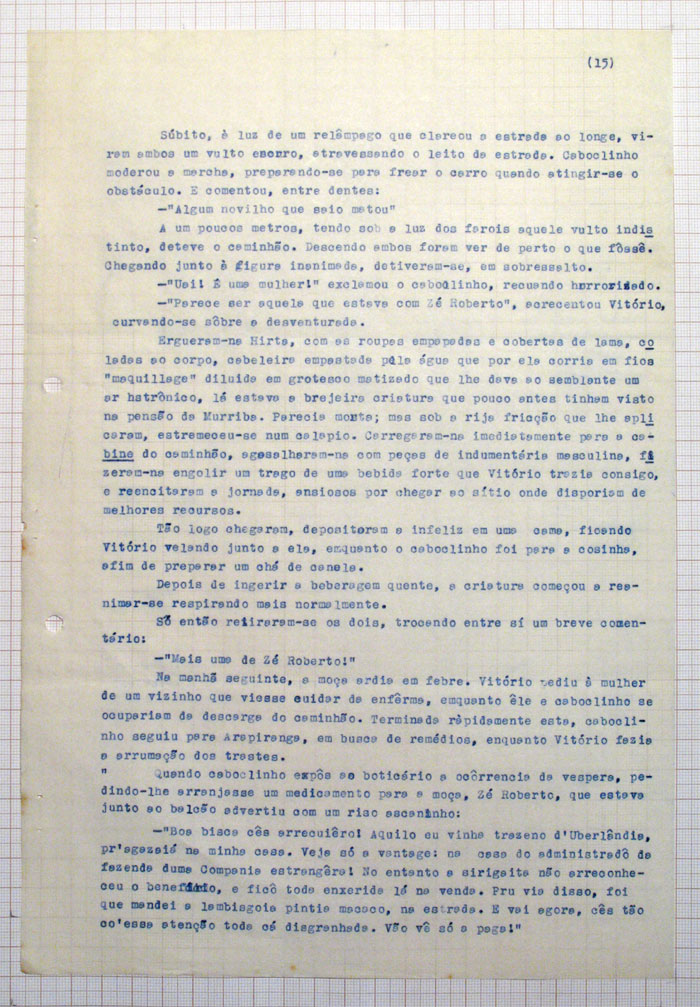 (15)
Súbito, à luz de um relâmpago que clareou a estrada ao longe, vi-
ram ambos um vulto escuro, atravessando o leito da estrada. Caboclinho
moderou a marcha, preparando-se para frear o carro quando atingir-se o
obstáculo. E comentou, entre dentes:
—"Algum novilho que saio matou"
A um poucos metros, tendo sob a luz dos farois aquele vulto indis
tinto, deteve o caminhão. Descendo ambos foram ver de perto o que fôssê.
Chegando junto à figura inanimada, detiveram-se, em sobressalto.
—"Uai! É uma mulher!" exclamou o caboclinho, recuando horrorizado.
—"Parece ser aquela que estava com Zé Roberto", acrecentou Vitório,
curvando-se sôbre a desventurada.
Ergueram-na Hirta, com as roupas empapadas e cobertas de lama, co
ladas ao corpo, cabeleira empastada pela água que por ela corria em fios
"maquillage" diluida em grotesco matizado que lhe dava ao semblante um
ar hstrônico, lá estava a brejeira criatura que pouco antes tinham visto
na pensão da Murriba. Parecia morta; mas sob a rija fricção que lhe apli
caram, estremeceu-se num calapio. Carregaram-na imediatamente para a ca-
bine do caminhão, agasalharam-na com peças de indumentária masculina, fi
zeram-na engolir um trago de uma bebida forte que Vitório trazia consigo,
e reencitaram a jornada, ansiosos por chegar ao sítio onde disporiam de
melhores recursos.
Tão logo chegaram, depositaram a infeliz em uma cama, ficando
Vitório velando junto a ela, emquanto o caboclinho foi para a cosinha,
afim de preparar um chá de canela.
Depois de ingerir a beberagem quente, a criatura começou a rea-
nimar-se respirando mais normalmente.
Só então retiraram-se os dois, trocando entre sí um breve comen-
tário:
—"Mais uma de Zé Roberto!"
Na manhã seguinte, a moça ardia em febre. Vitório pediu à mulher
de um vizinho que viesse cuidar da enfêrma, emquanto êle e caboclinho se
ocupariam da descarga do caminhão. Terminada ràpidamente esta, cabocli-
nho seguiu para Arapiranga, em busca de remédios, enquanto Vitório fazia
a arrumação dos trastes.
" Quando caboclinho expôs ao boticário a ocôrrencia da vespera, pe-
dindo-lhe arranjasse um medicamento para a moça, Zé Roberto, que estava
junto ao balcão advertiu com um riso ascaninho:
—"Boa bisca cês arrecuiêro! Aquilo eu vinha trazeno d'Uberlândia,
pr'agazaiá na minha casa. Veja só a vantage: na casa do administradô da
fazenda duma Compania estrangêra! No entanto a sirigaita não arreconhe-
ceu o benefício, e ficô toda enxerida lá na venda. Pru via disso, foi
que mandei a lambisgoia pintia macaco, na estrada. E vai agora, cês tão
co'essa atenção toda cá disgranhada. Vão vê só a paga!"